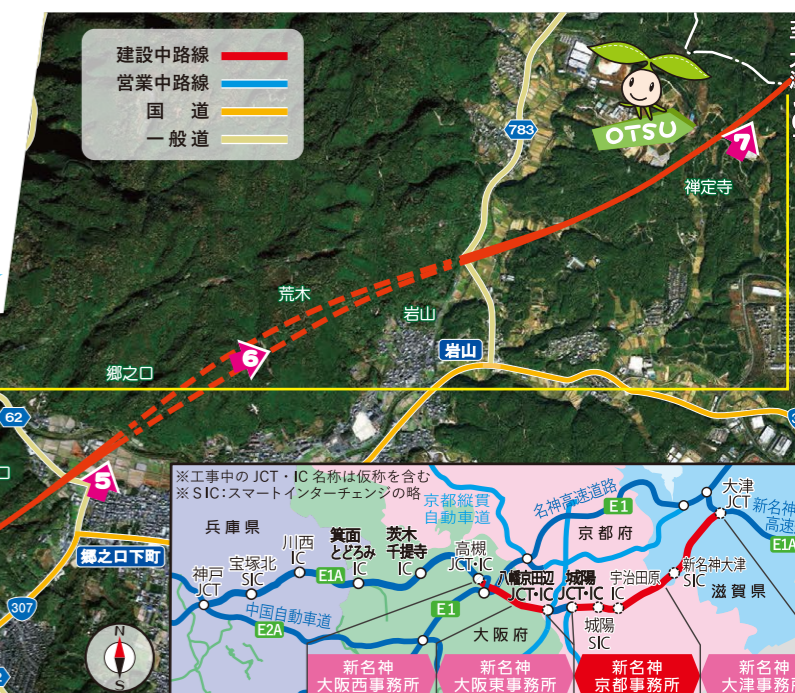 建設中路線
営業中路線
国道
一般道
783
OTSU
7
禅定寺
荒木
岩山
6
岩山
郷之口
62
5
郷之口下町
307
※工事中の JCT・IC 名称は仮称を含む
※SIC:スマートインターチェンジの略
兵庫県
京都縦貫
自動車道
名神高速道路
E1
京都府
大津
JCT
新名神
高速
E1A
神戸
JCT
宝塚北
SIC
川西
IC
箕面
とどろみ
IC
茨木
千提寺
IC
高槻
JCT・IC
八幡京田辺
JCT・IC
城陽
JCT・IC
宇治田原
IC
新名神大津
SIC
滋賀県
E1A
中国自動車道
E2A
E1
大阪府
城陽
SIC
N
S
新名神
大阪西事務所
新名神
大阪東事務所
新名神
京都事務所
新名神
大津事務所